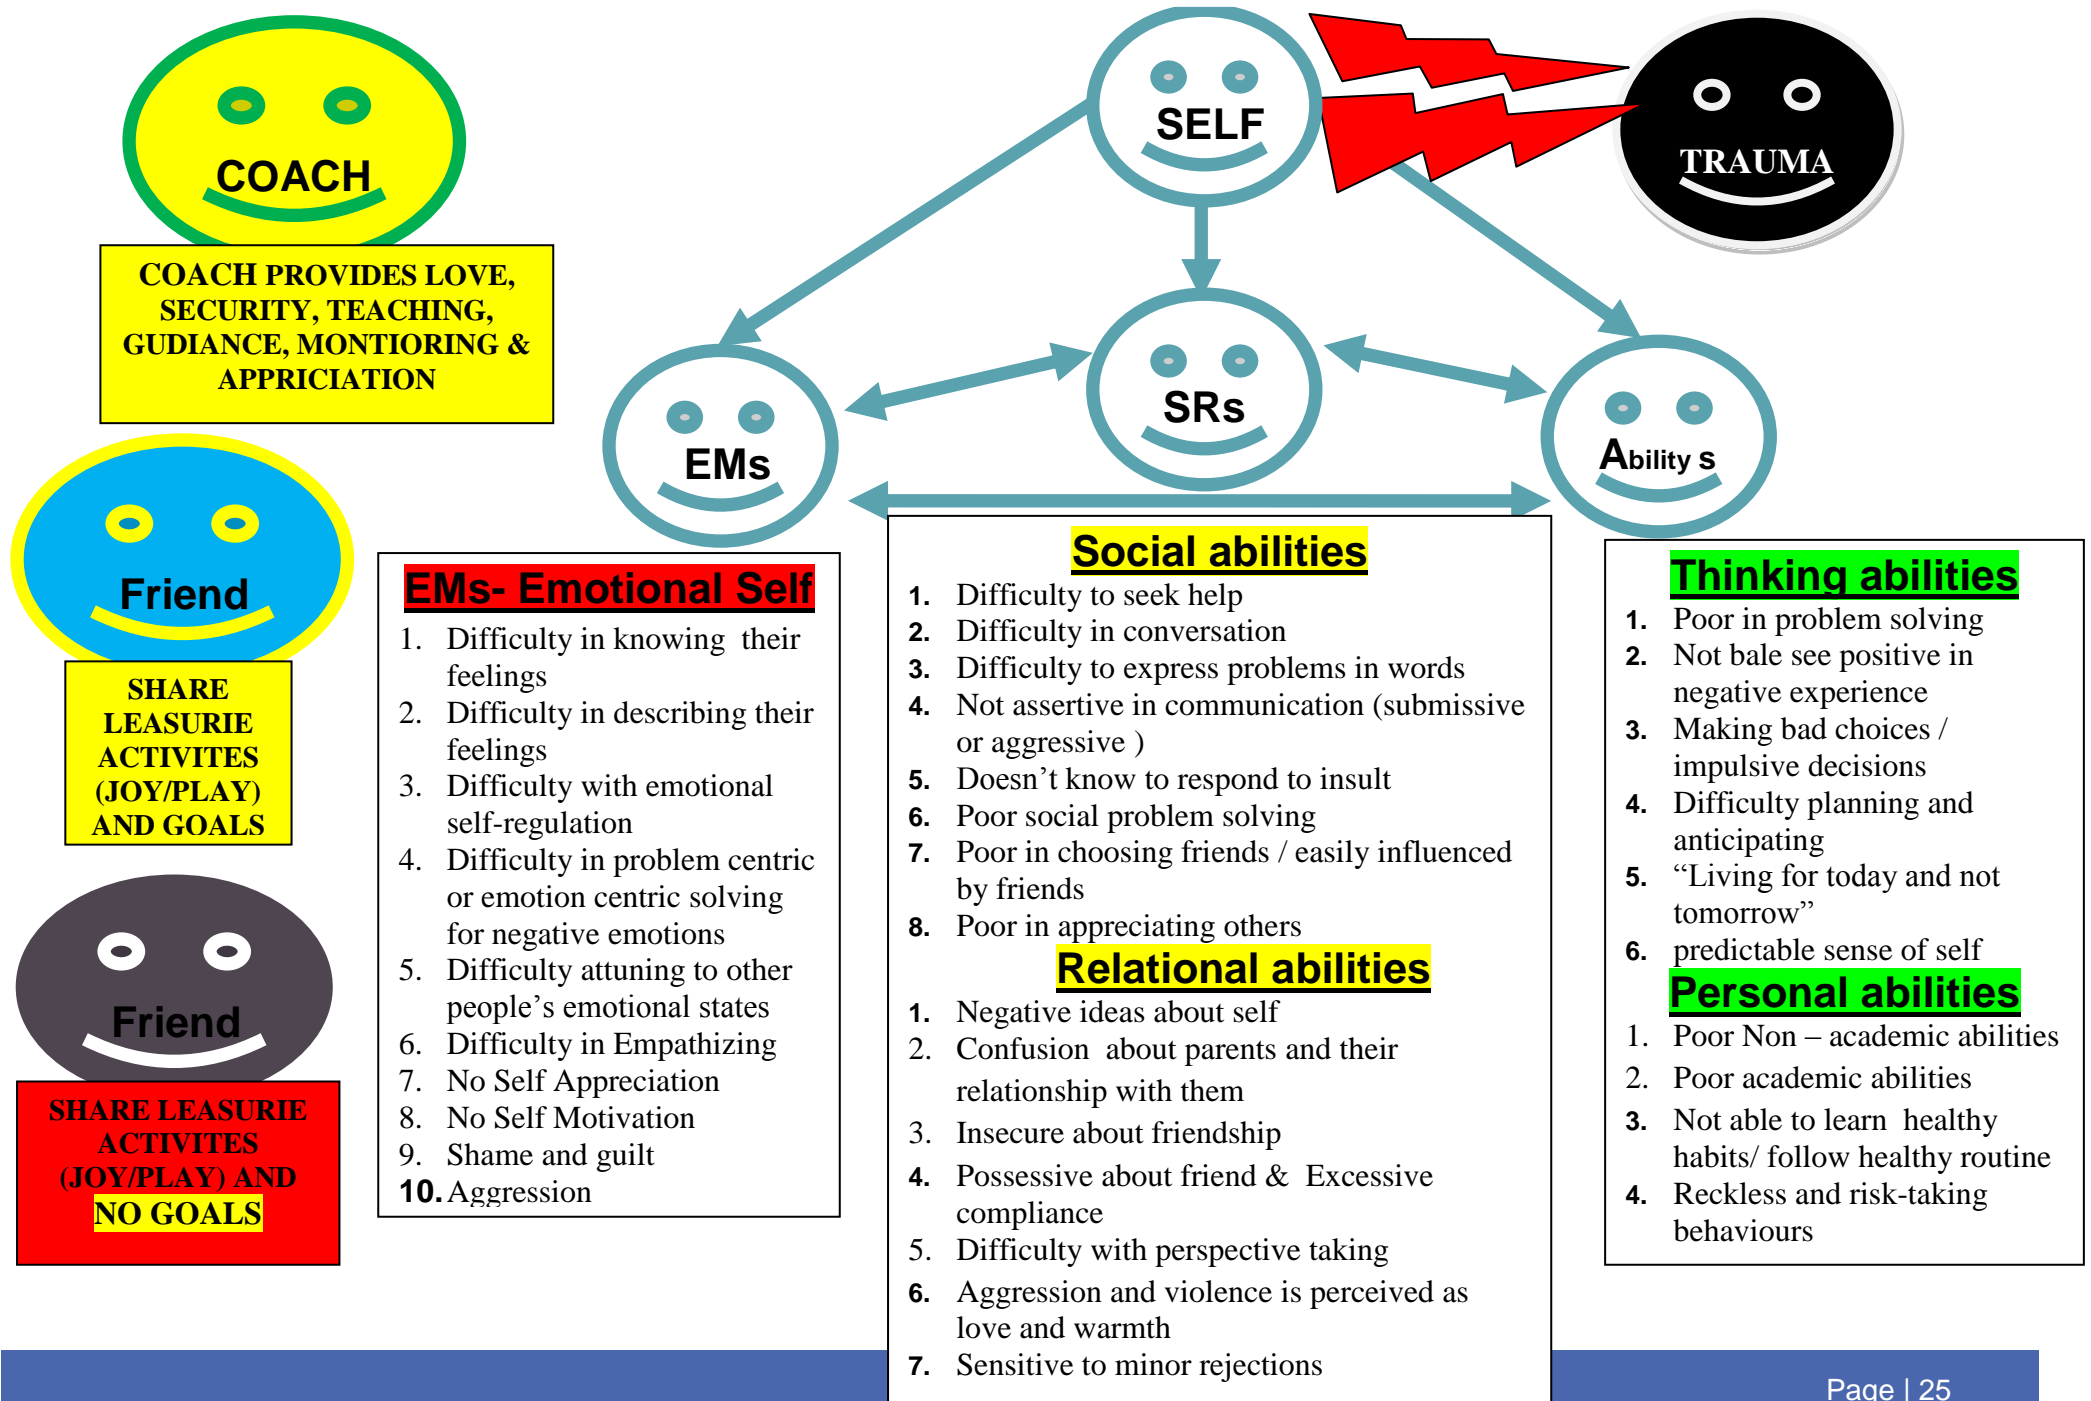 COACH
COACH PROVIDES LOVE,
SECURITY, TEACHING,
GUDIANCE, MONTIORING &
APPRICIATION
Friend
SHARE
LEASURIE
ACTIVITES
(JOY/PLAY)
AND GOALS
Friend
SHARE LEASURIE
ACTIVITES
(JOY/PLAY) AND
NO GOALS
SELF
TRAUMA
EMs
SRs
Ability s
EMs- Emotional Self
1. Difficulty in knowing their
feelings
2. Difficulty in describing their
feelings
3. Difficulty with emotional
self-regulation
4. Difficulty in problem centric
or emotion centric solving
for negative emotions
5. Difficulty attuning to other
people’s emotional states
6. Difficulty in Empathizing
7. No Self Appreciation
8. No Self Motivation
9. Shame and guilt
10. Aggression
Social abilities
1. Difficulty to seek help
2. Difficulty in conversation
3. Difficulty to express problems in words
4. Not assertive in communication (submissive
or aggressive )
5. Doesn’t know to respond to insult
6. Poor social problem solving
7. Poor in choosing friends / easily influenced
by friends
8. Poor in appreciating others
Relational abilities
1. Negative ideas about self
2. Confusion about parents and their
relationship with them
3. Insecure about friendship
4. Possessive about friend & Excessive
compliance
5. Difficulty with perspective taking
6. Aggression and violence is perceived as
love and warmth
7. Sensitive to minor rejections
Thinking abilities
1. Poor in problem solving
2. Not bale see positive in
negative experience
3. Making bad choices /
impulsive decisions
4. Difficulty planning and
anticipating
5. “Living for today and not
tomorrow”
6. predictable sense of self
Personal abilities
1. Poor Non – academic abilities
2. Poor academic abilities
3. Not able to learn healthy
habits/ follow healthy routine
4. Reckless and risk-taking
behaviours
Page | 25